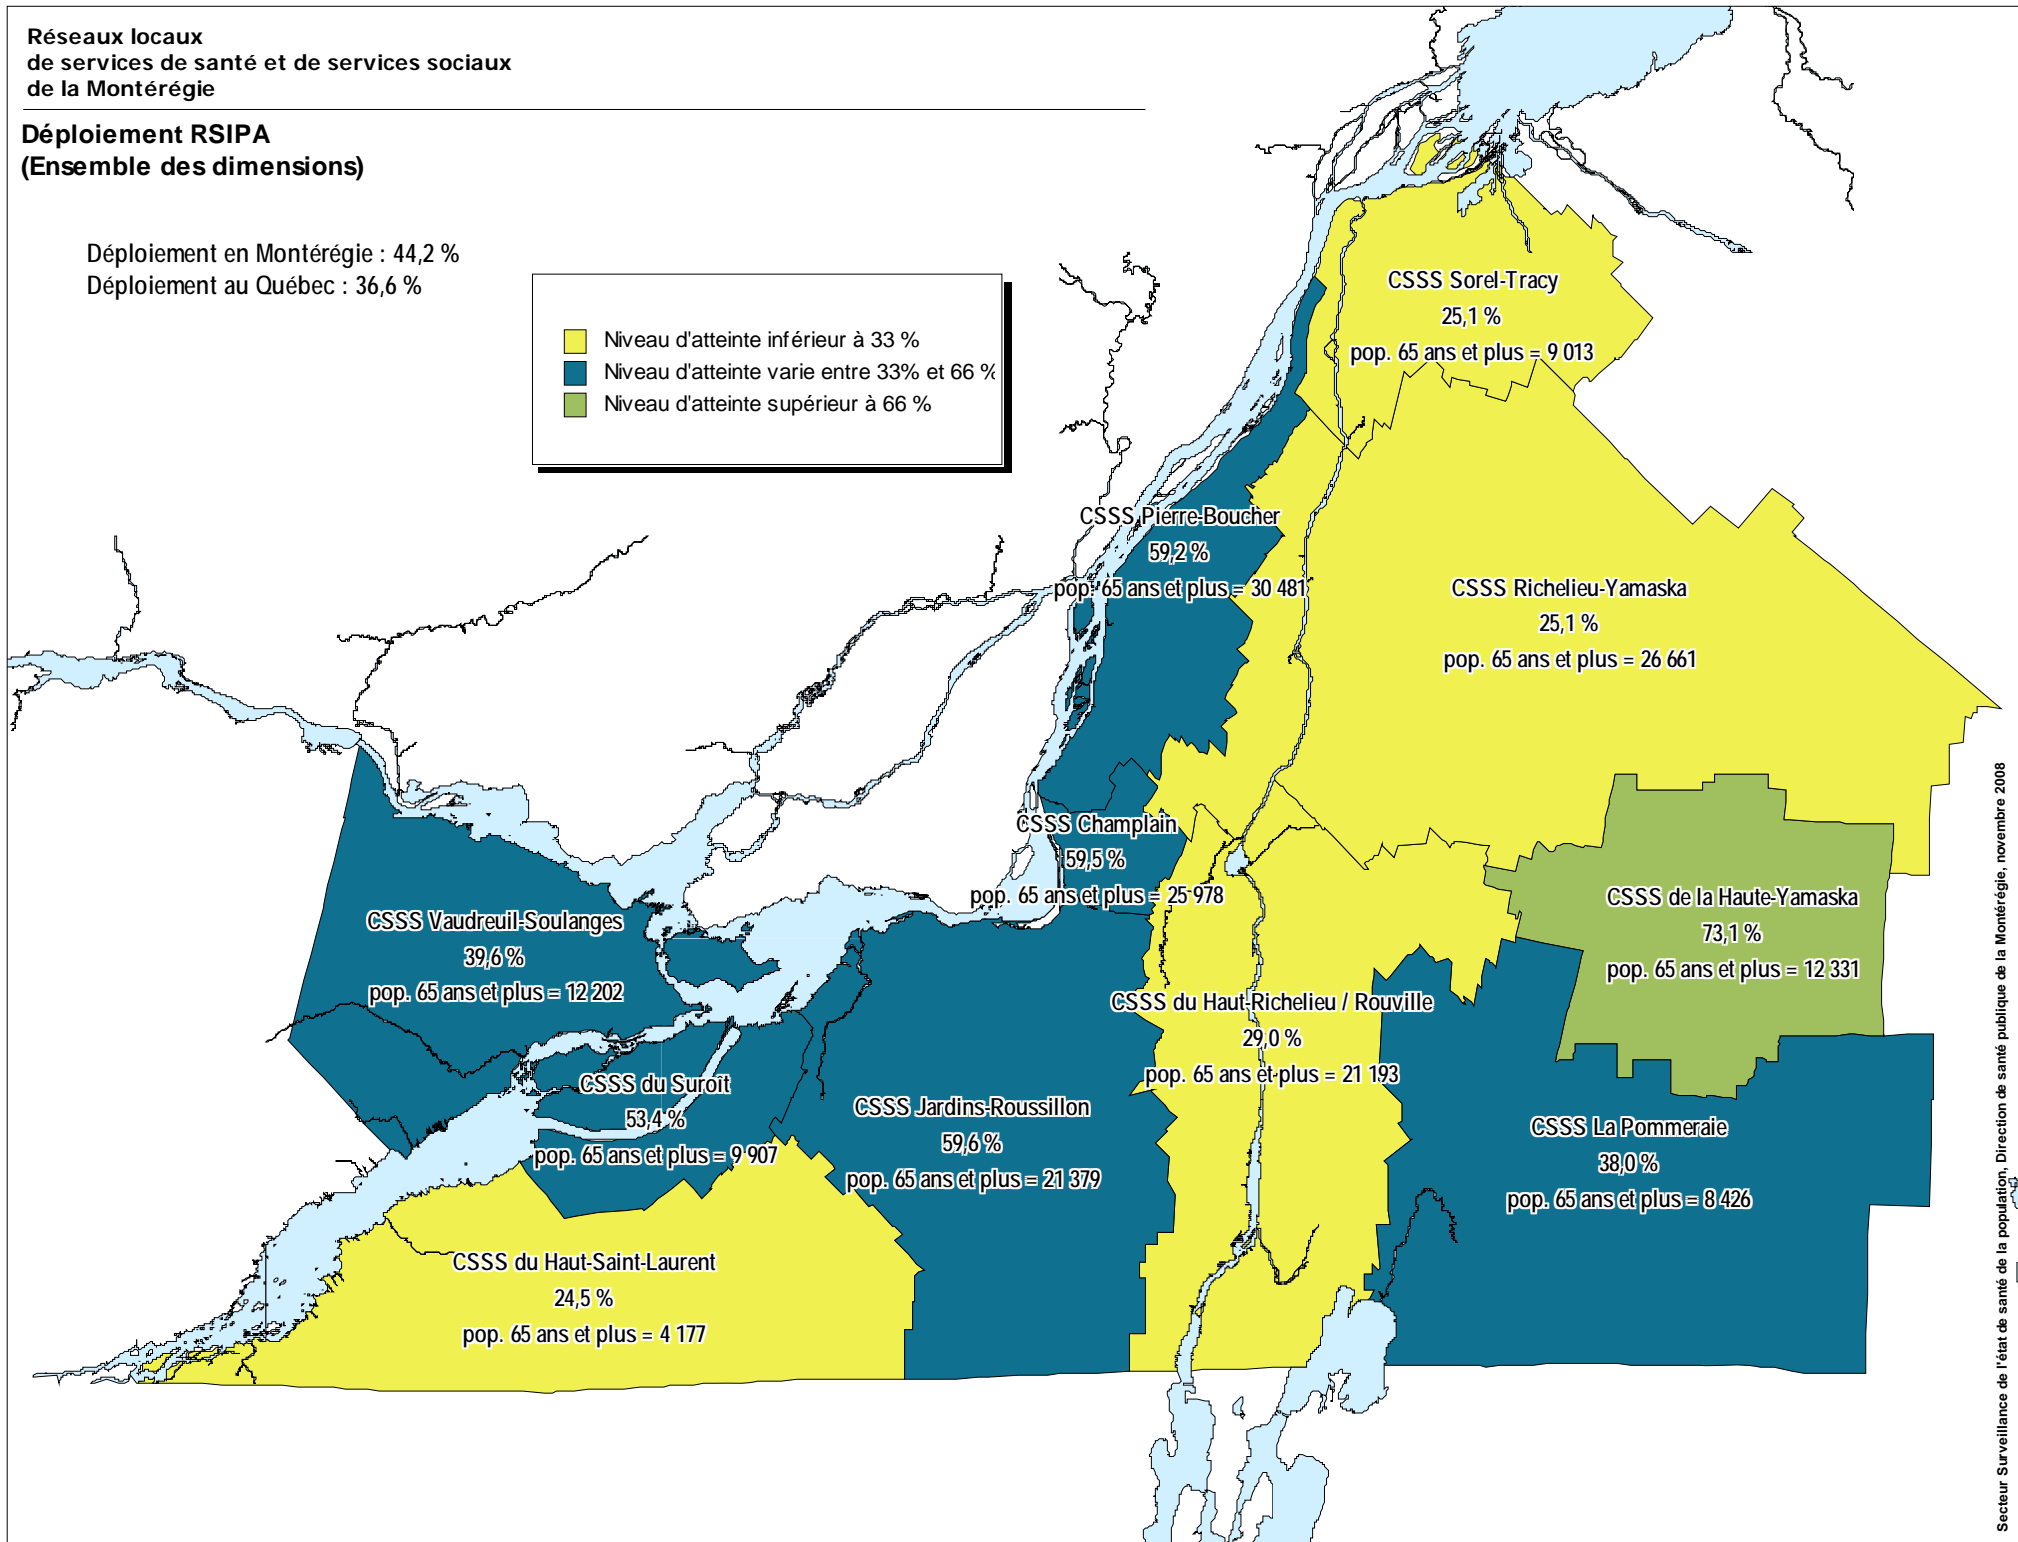 Réseaux locaux
de services de santé et de services sociaux
de la Montérégie
Déploiement RSIPA
(Ensemble des dimensions)
Déploiement en Montérégie : 44,2 %
Déploiement au Québec : 36,6 %
Niveau d'atteinte inférieur à 33 %
Niveau d'atteinte varie entre 33% et 66 %
Niveau d'atteinte supérieur à 66 %
CSSS Sorel-Tracy
25,1 %
pop. 65 ans et plus = 9 013
CSSS Pierre-Boucher
59,2 %
pop. 65 ans et plus = 30 481
CSSS Richelieu-Yamaska
25,1 %
pop. 65 ans et plus = 26 661
CSSS Champlain
59,5 %
pop. 65 ans et plus = 25 978
CSSS Vaudreuil-Soulanges
39,6 %
pop. 65 ans et plus = 12 202
CSSS de la Haute-Yamaska
73,1 %
pop. 65 ans et plus = 12 331
CSSS du Haut-Richelieu / Rouville
29,0 %
pop. 65 ans et plus = 21 193
CSSS du Suroît
53,4 %
pop. 65 ans et plus = 9 907
CSSS Jardins-Roussillon
59,6 %
pop. 65 ans et plus = 21 379
CSSS La Pommeraie
38,0 %
pop. 65 ans et plus = 8 426
CSSS du Haut-Saint-Laurent
24,5 %
pop. 65 ans et plus = 4 177
Secteur Surveillance de l'état de santé de la population, Direction de santé publique de la Montérégie, novembre 2008